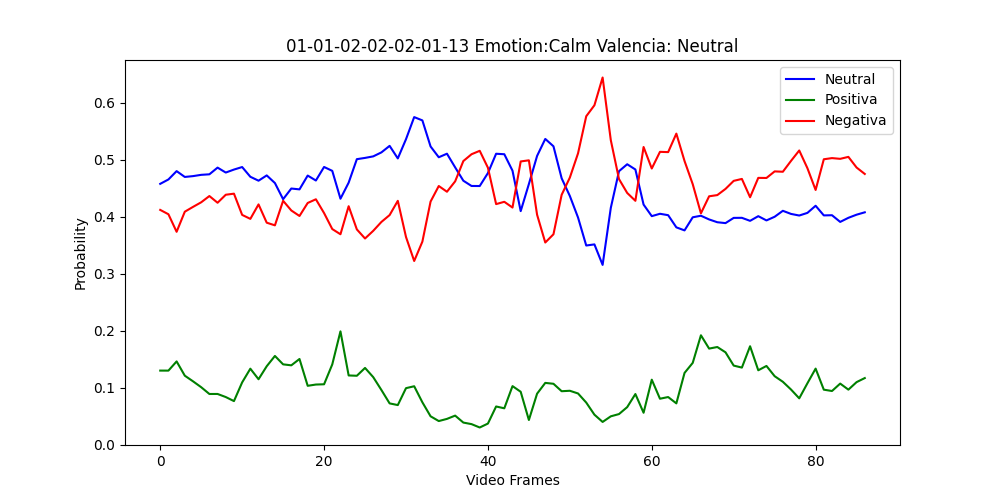 01-01-02-02-02-01-13 Emotion:Calm Valencia: Neutral
Neutral
Positiva
Negativa
Probability
0.6
0.5
0.4
0.3
0.2
0.1
0.0
0 20 40 60 80
Video Frames